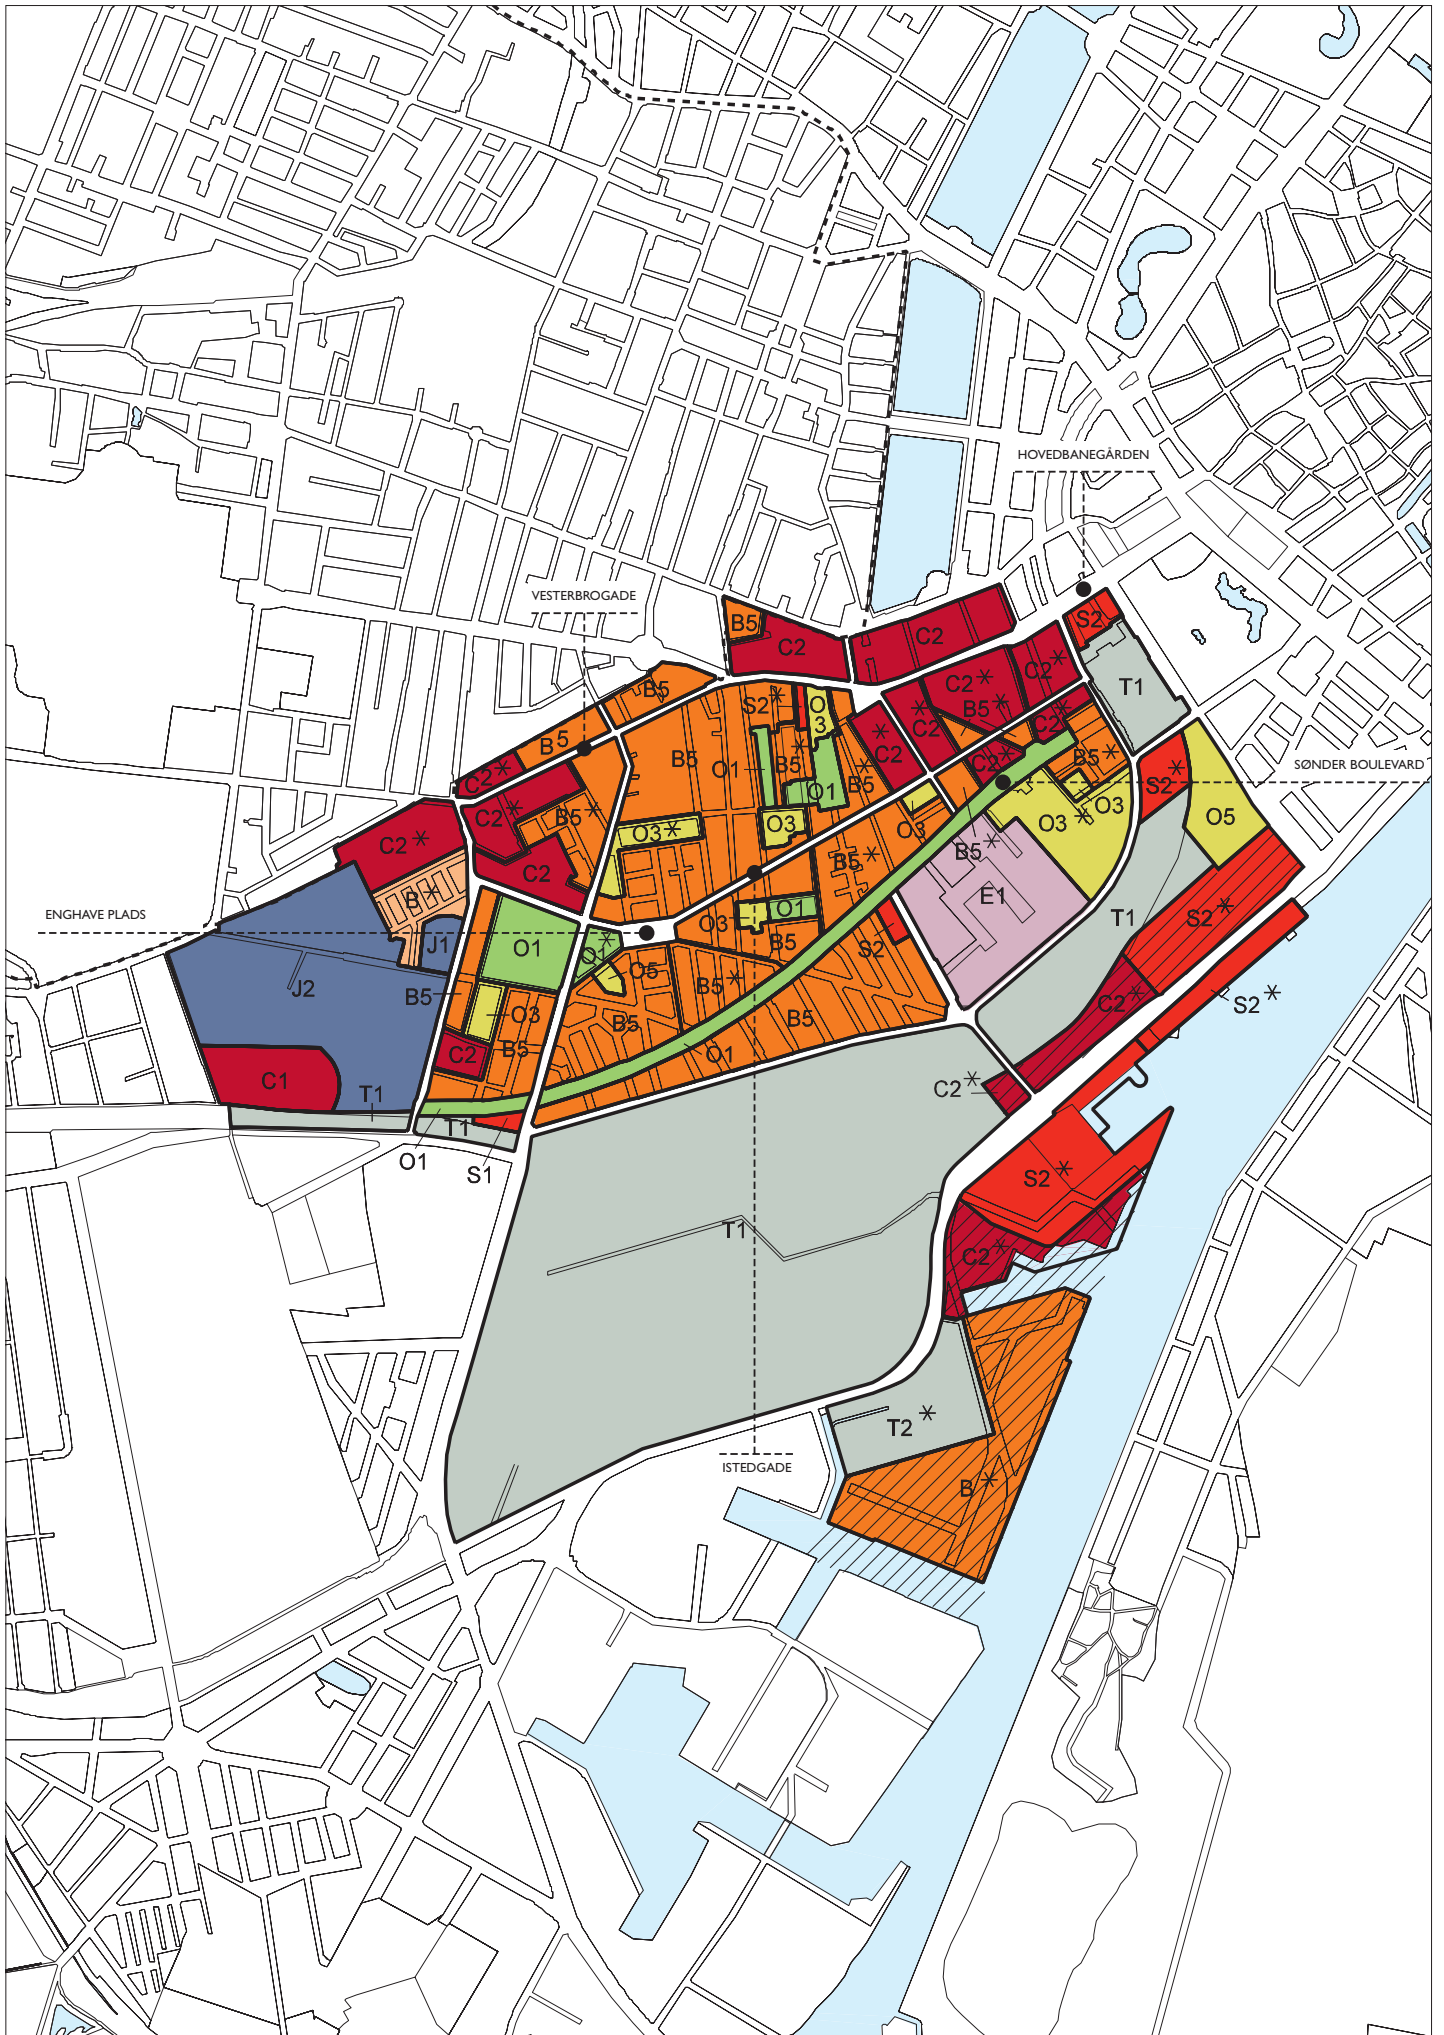 HOVEDBANEGÅRDEN
VESTERBROGADE
B5
S2
C2
C2
C2*
C2*
T1
B5
S2*
O
3
B5*
C2*
C2*
C2*
B5
B5
O1
B5*
O1
B5*
C2*
B5*
SØNDER BOULEVARD
C2*
S2*
C2*
B5*
O3
O3*
O5
C2*
O3*
O3
O3
B5*
C2
B5*
E1
B*
O3
O1
S2*
T1
ENGHAVE PLADS
J1
O1
O1*
B5
S2
J2
B5
O5
B5*
C2*
S2*
O3
B5
B5
B5
C2
O1
C1
T1
C2*
T1
O1
S1
S2*
T1
C2*
T2*
ISTEDGADE
B*